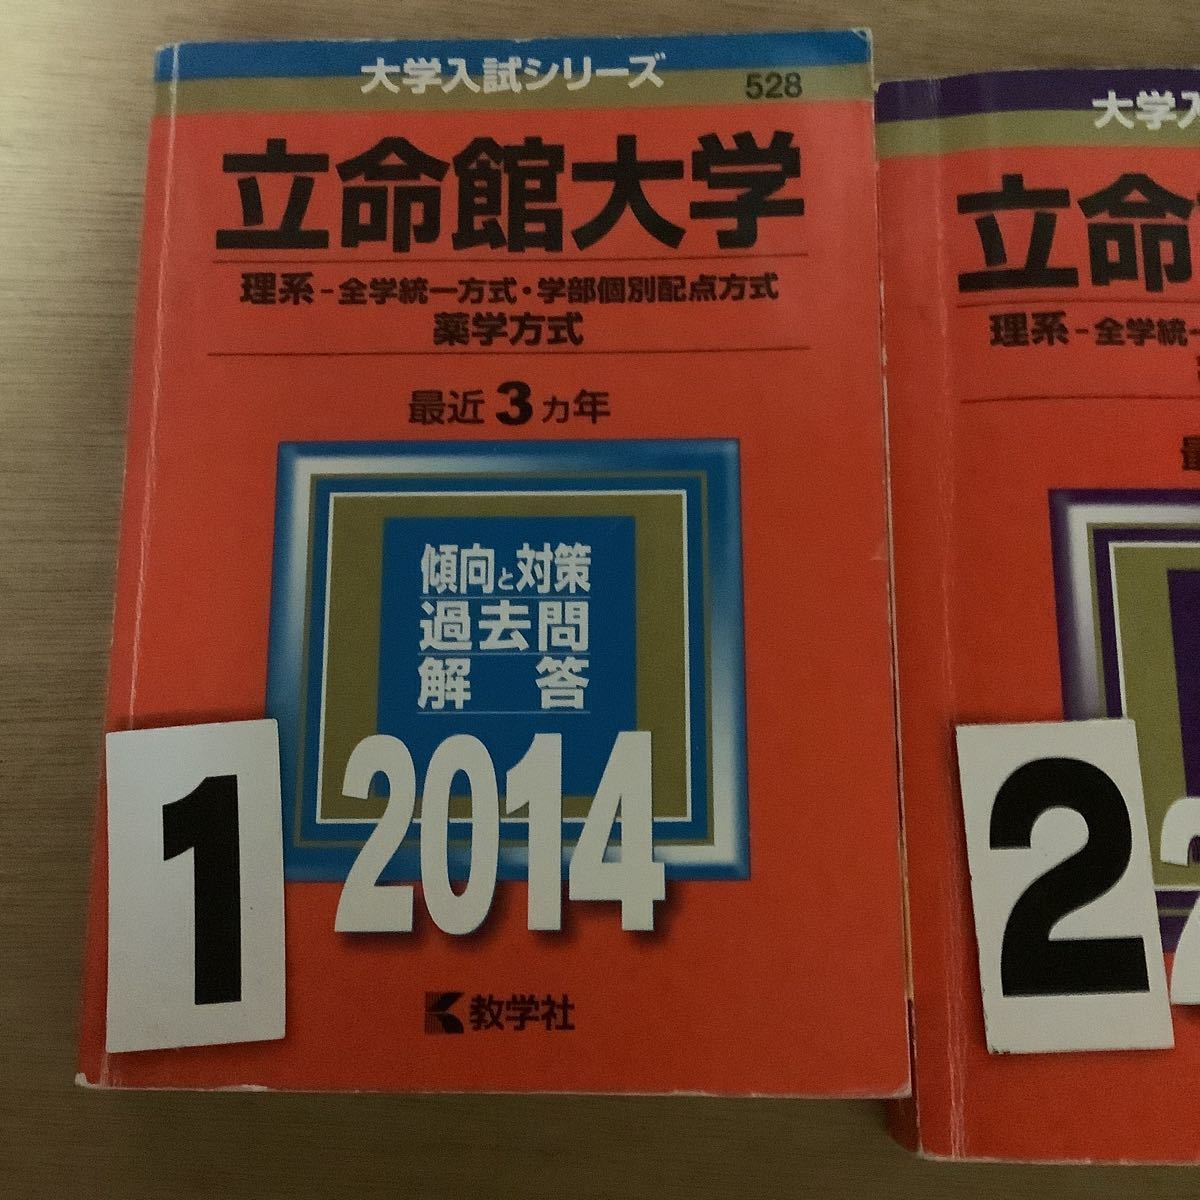 大学入試シリーズ
528
立命館大学
理系-全学統一方式・学部個別配点方式
薬学方式
最近3カ年
傾向と対策
過去問
解答
2014
教学社
1
大学入
立命
理系-全学統一
2